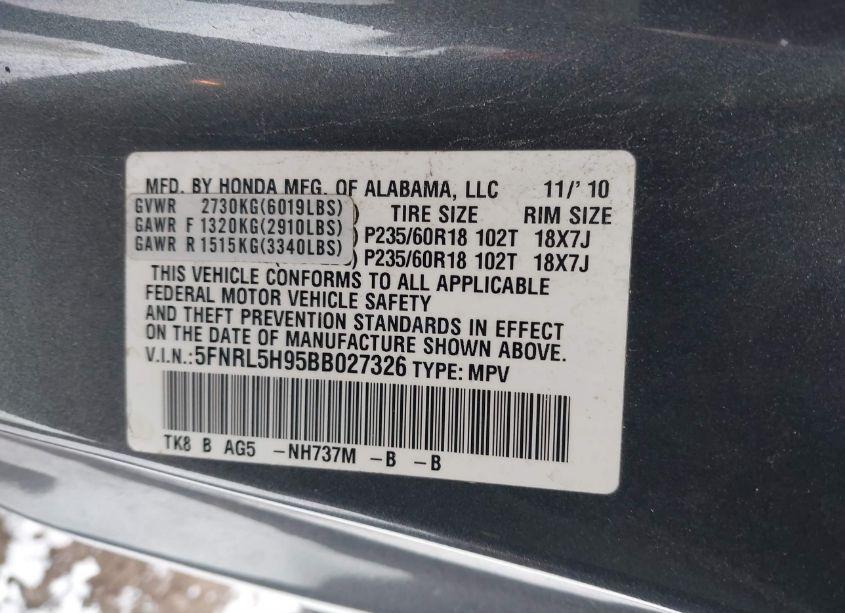 MFD. BY HONDA MFG. OF ALABAMA, LLC 11/' 10
GVWR 2730KG(6019LBS) ) TIRE SIZE RIM SIZE
GAWR F 1320KG(2910LBS) ) P235/60R18 102T 18X7J
GAWR R 1515KG(3340LBS) ) P235/60R18 102T 18X7J
THIS VEHICLE CONFORMS TO ALL APPLICABLE
FEDERAL MOTOR VEHICLE SAFETY
AND THEFT PREVENTION STANDARDS IN EFFECT
ON THE DATE OF MANUFACTURE SHOWN ABOVE.
V.I.N.:5FNRL5H95BB027326 TYPE: MPV
TK8 B AG5 -NH737M -B -B